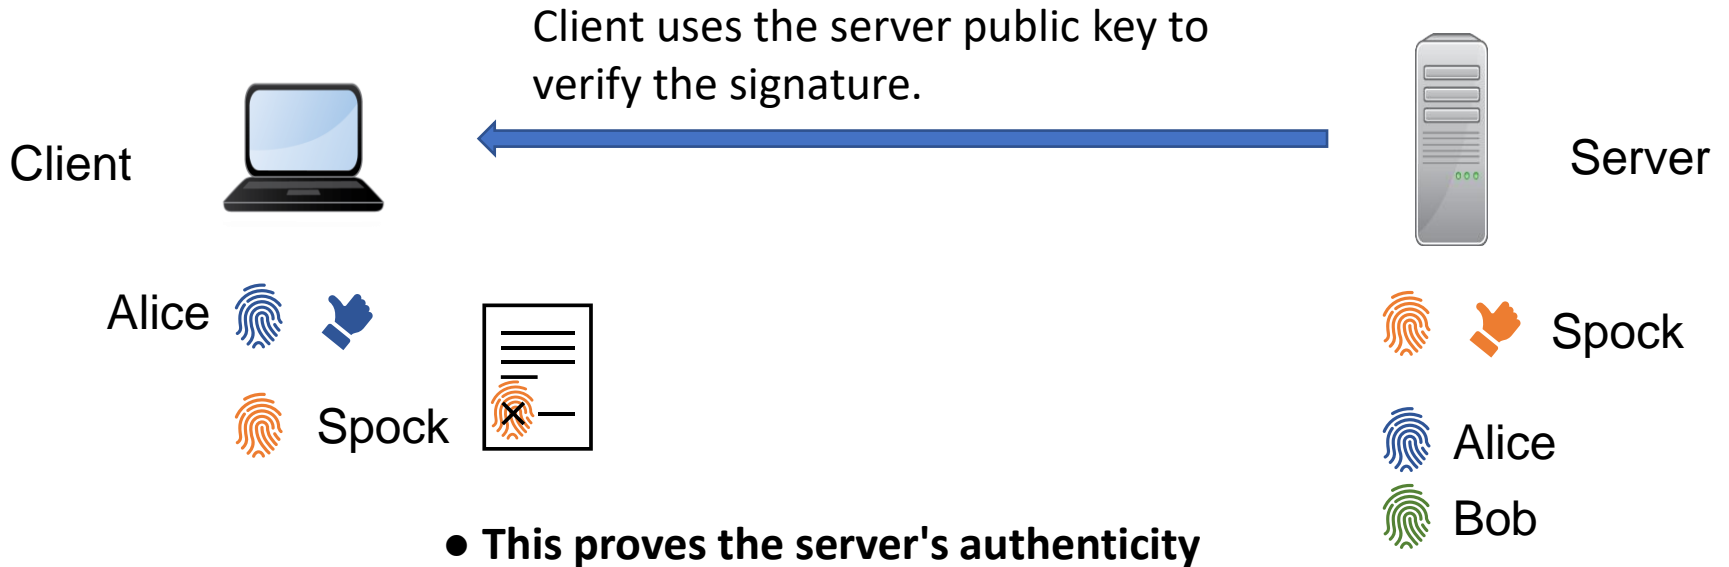 Client uses the server public key to
verify the signature.
Client
Server
Alice
Spock
Spock
Alice
Bob
● This proves the server's authenticity